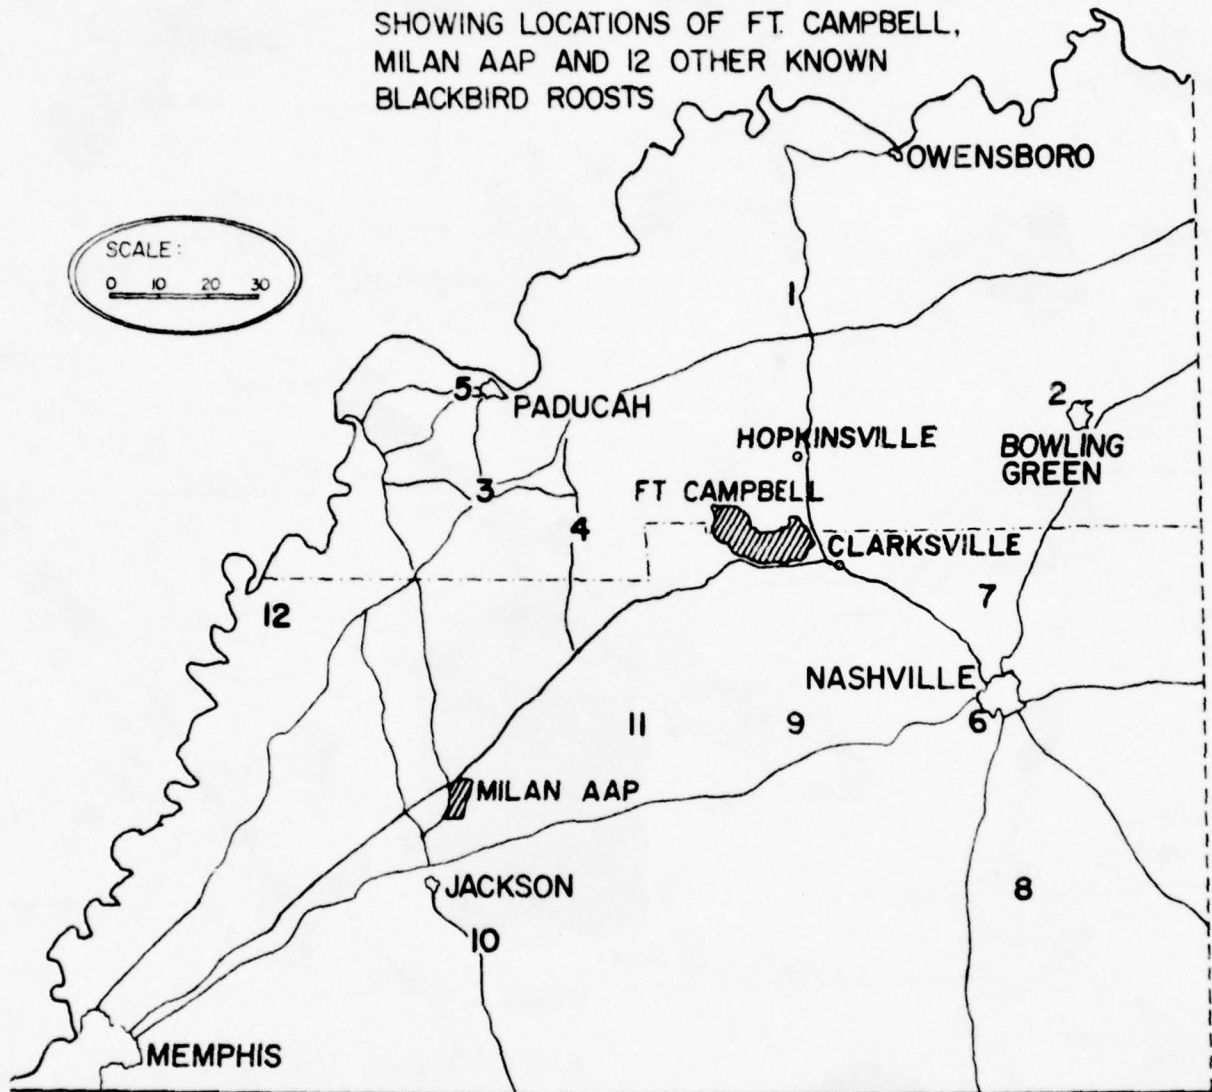 SHOWING LOCATIONS OF FT. CAMPBELL,
MILAN AAP AND 12 OTHER KNOWN
BLACKBIRD ROOSTS
OWENSBORO
SCALE:
0 10 20 30
1
5
PADUCAH
2
HOPKINSVILLE
BOWLING
GREEN
3
FT CAMPBELL
4
CLARKSVILLE
12
7
NASHVILLE
11
9
6
MILAN AAP
JACKSON
8
10
MEMPHIS